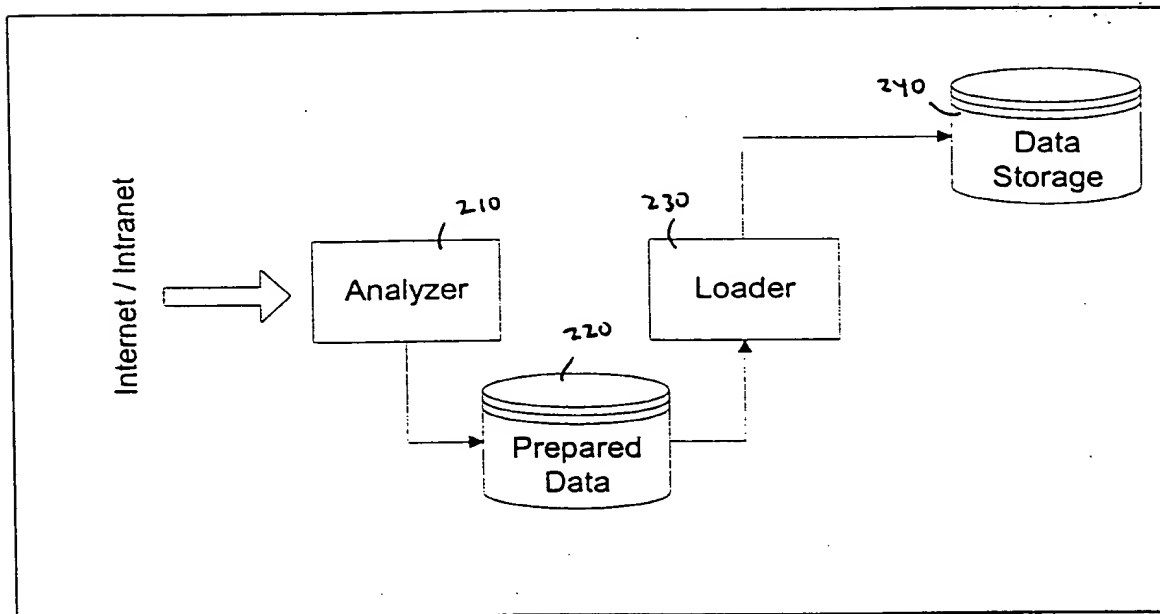 240
Data
Storage
Internet / Intranet
210
230
Analyzer
Loader
220
Prepared
Data